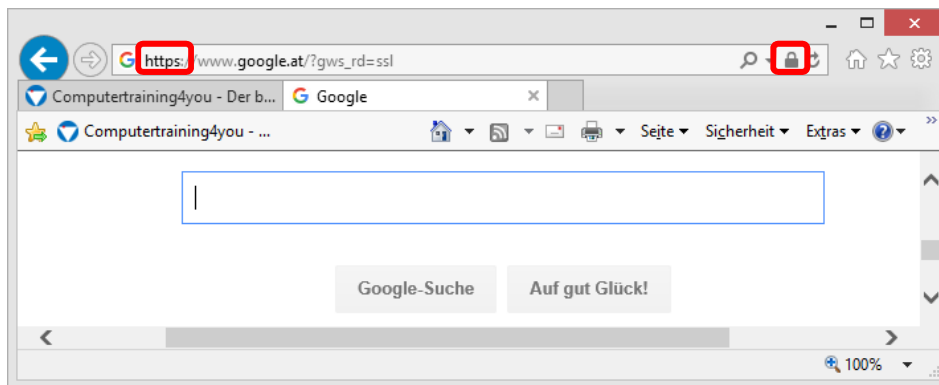 https://www.google.at/?gws_rd=ssl
Computertraining4you - Der b... Google
Computertraining4you - ... Seite Sicherheit Extras
Google-Suche Auf gut Glück!
100%